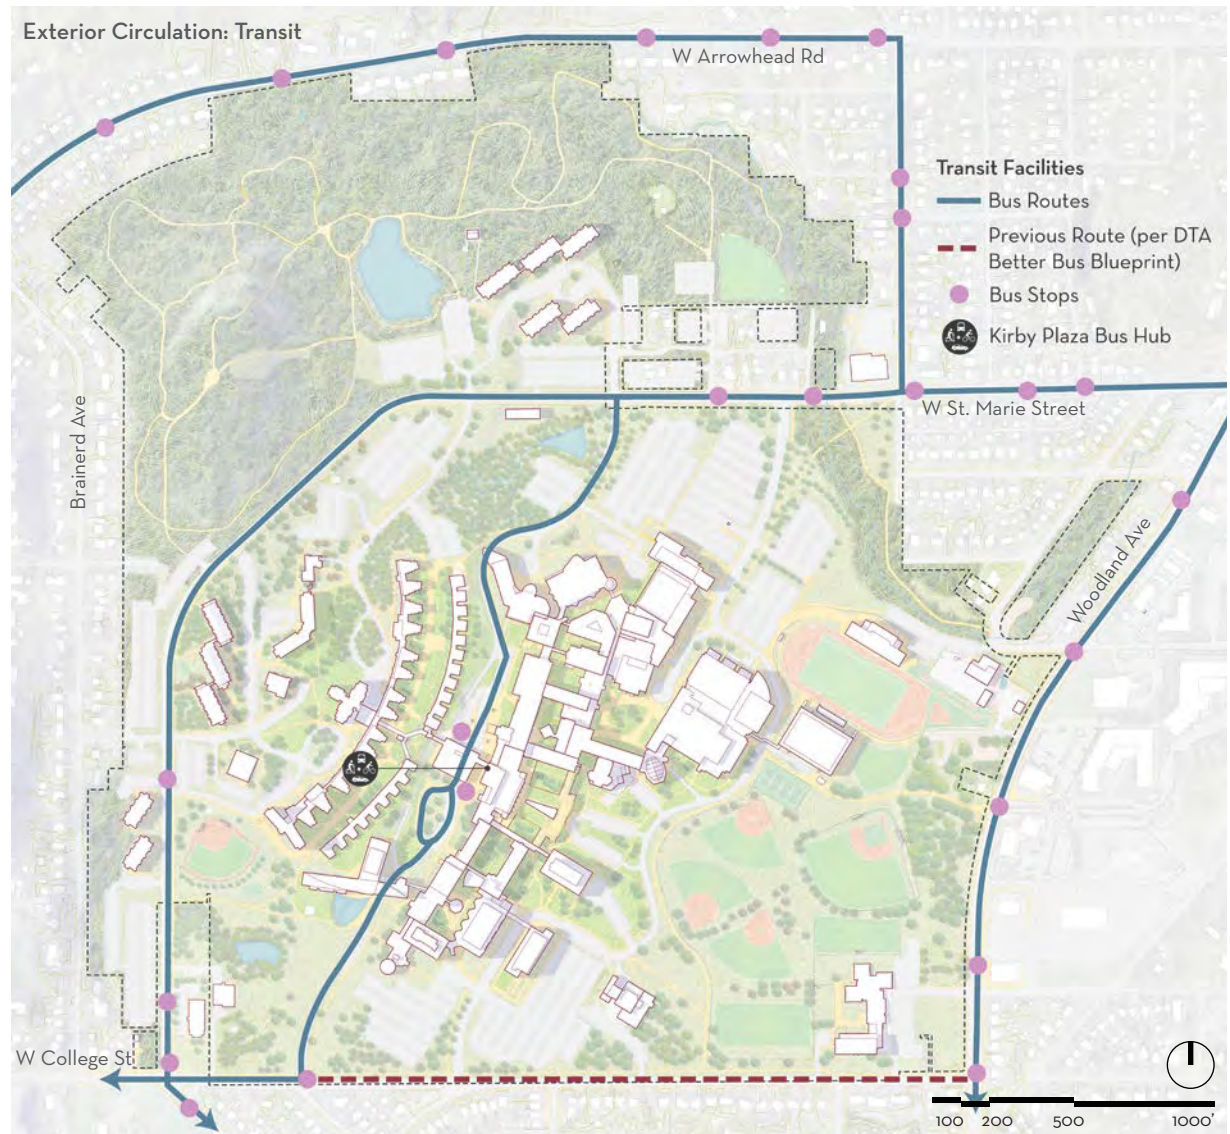 Exterior Circulation: Transit
W Arrowhead Rd
Transit Facilities
Bus Routes
Previous Route (per DTA
Better Bus Blueprint)
Bus Stops
Kirby Plaza Bus Hub
W St. Marie Street
Brainerd Ave
Woodland Ave
W College St
100 200 500 1000'